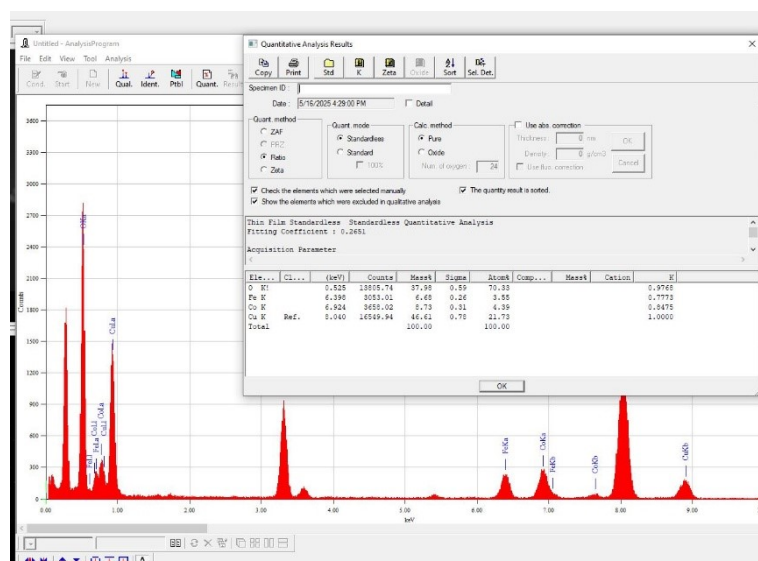 Untitled - AnalysisProgram
File Edit View Tool Analysis
Cond. Start New Qual. Ident. Ptbl Quant. Result
Quantitative Analysis Results
Copy Print Std K Zeta Oxide Sort Sel. Det.
Specimen ID :
Date : 5/16/2025 4:29:00 PM Detail
Quant. method
ZAF
PRZ
Ratio
Zeta
Quant. mode
Standardless
Standard
100%
Calc. method
Pure
Oxide
Num. of oxygen : 24
Use abs. correction
Thickness : 0 nm
Density : 0 g/cm3
Use fluo. correction
OK
Cancel
Check the elements which were selected manually
The quantity result is sorted.
Show the elements which were excluded in qualitative analysis
Thin Film Standardless Standardless Quantitative Analysis
Fitting Coefficient : 0.2651
Acquisition Parameter
Ele... Cl... (keV) Counts Mass% Sigma Atom% Comp... Mass% Cation K
O K! 0.525 13805.74 37.98 0.59 70.33 0.9768
Fe K 6.398 3053.01 6.68 0.26 3.55 0.7773
Co K 6.924 3658.02 8.73 0.31 4.39 0.8475
Cu K Ref. 8.040 16549.94 46.61 0.78 21.73 1.0000
Total 100.00 100.00
OK
Counts
3600
3300
3000
2700
2400
2100
1800
1500
1200
900
600
300
0
OKa
FeLl
FeLa
CoLl
CoLa
CuLl
CuLa
FeKa
CoKa
FeKb
CoKb
CuKb
0.00 1.00 2.00 3.00 4.00 5.00 6.00 7.00 8.00 9.00
keV